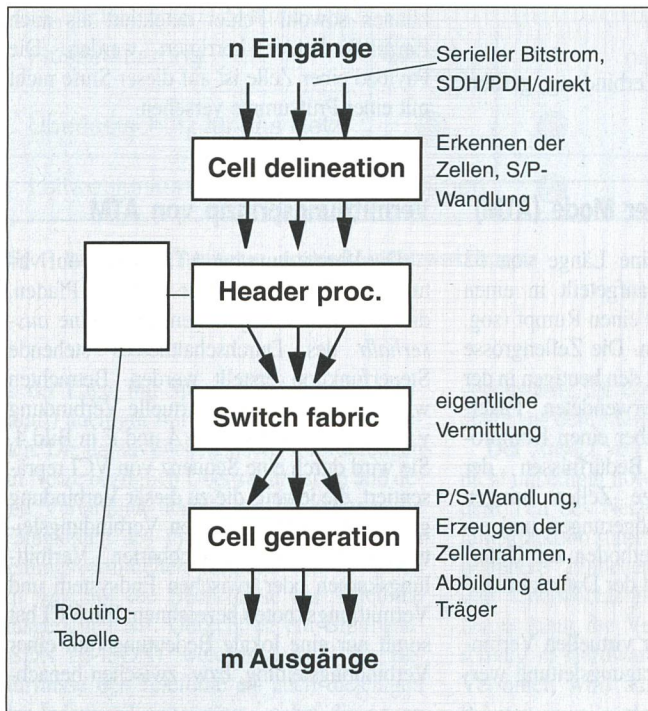 n Eingänge
Serieller Bitstrom,
SDH/PDH/direkt
Cell delineation
Erkennen der
Zellen, S/P-
Wandlung
Header proc.
Switch fabric
eigentliche
Vermittlung
Cell generation
P/S-Wandlung,
Erzeugen der
Zellenrahmen,
Abbildung auf
Träger
Routing-
Tabelle
m Ausgänge